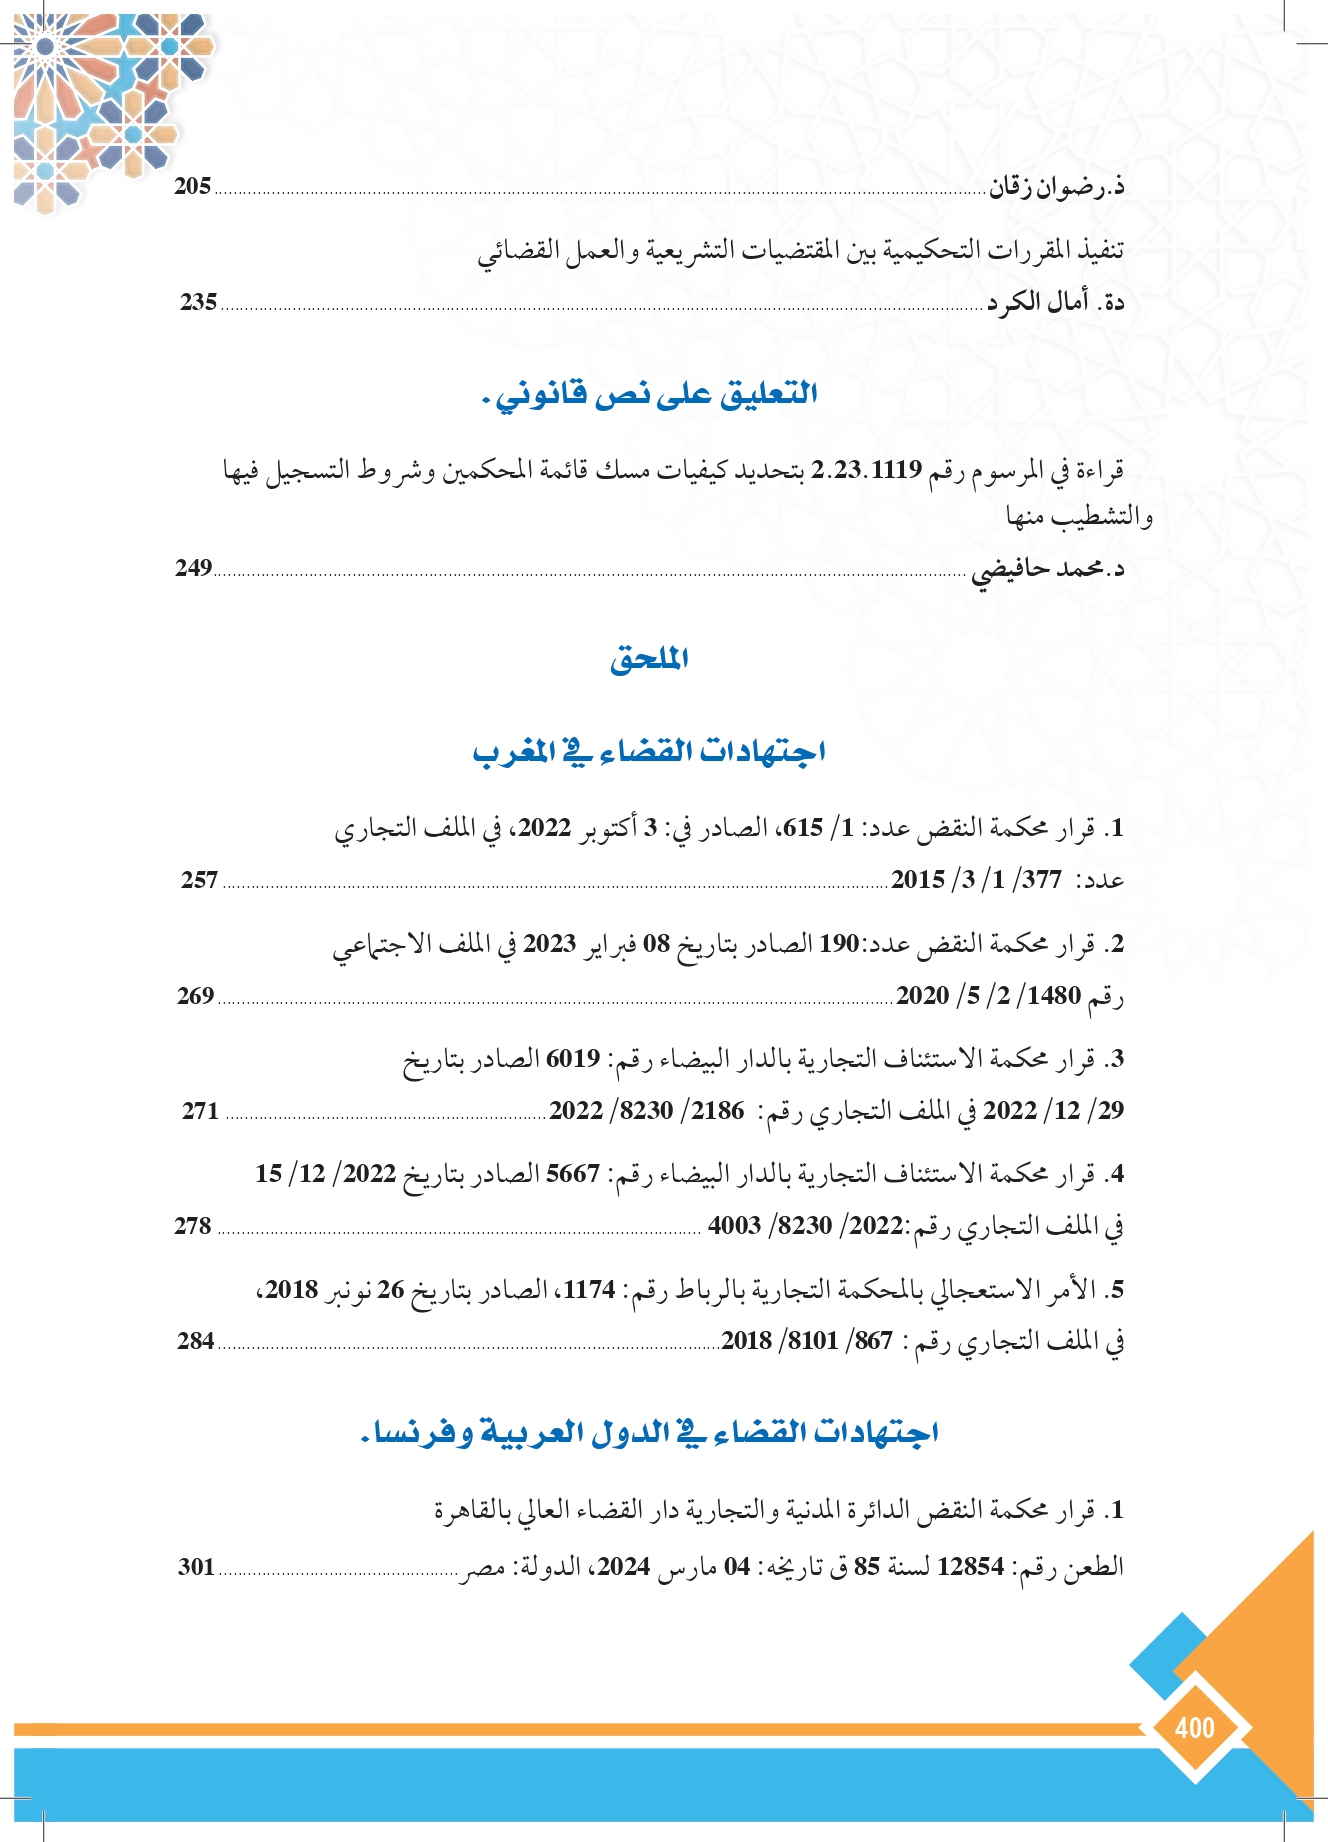 ذ.رضوان زقان ........ 205
تنفيذ المقررات التحكيمية بين المقتضيات التشريعية والعمل القضائي
دة. أمال الكرد ........ 235
التعليق على نص قانوني.
قراءة في المرسوم رقم 2.23.1119 بتحديد كيفيات مسك قائمة المحكمين وشروط التسجيل فيها
والتشطيب منها
د.محمد حافيضي ........ 249
الملحق
اجتهادات القضاء في المغرب
1. قرار محكمة النقض عدد: 1/ 615، الصادر في: 3 أكتوبر 2022، في الملف التجاري
عدد: 377/ 1/ 3/ 2015 ........ 257
2. قرار محكمة النقض عدد:190 الصادر بتاريخ 08 فبراير 2023 في الملف الاجتماعي
رقم 1480/ 2/ 5/ 2020 ........ 269
3. قرار محكمة الاستئناف التجارية بالدار البيضاء رقم: 6019 الصادر بتاريخ
29/ 12/ 2022 في الملف التجاري رقم: 2186/ 8230/ 2022 ........ 271
4. قرار محكمة الاستئناف التجارية بالدار البيضاء رقم: 5667 الصادر بتاريخ 2022/ 12/ 15
في الملف التجاري رقم:2022/ 8230/ 4003 ........ 278
5. الأمر الاستعجالي بالمحكمة التجارية بالرباط رقم: 1174، الصادر بتاريخ 26 نونبر 2018،
في الملف التجاري رقم : 867/ 8101/ 2018 ........ 284
اجتهادات القضاء في الدول العربية وفرنسا.
1. قرار محكمة النقض الدائرة المدنية والتجارية دار القضاء العالي بالقاهرة
الطعن رقم: 12854 لسنة 85 ق تاريخه: 04 مارس 2024، الدولة: مصر ........ 301
400